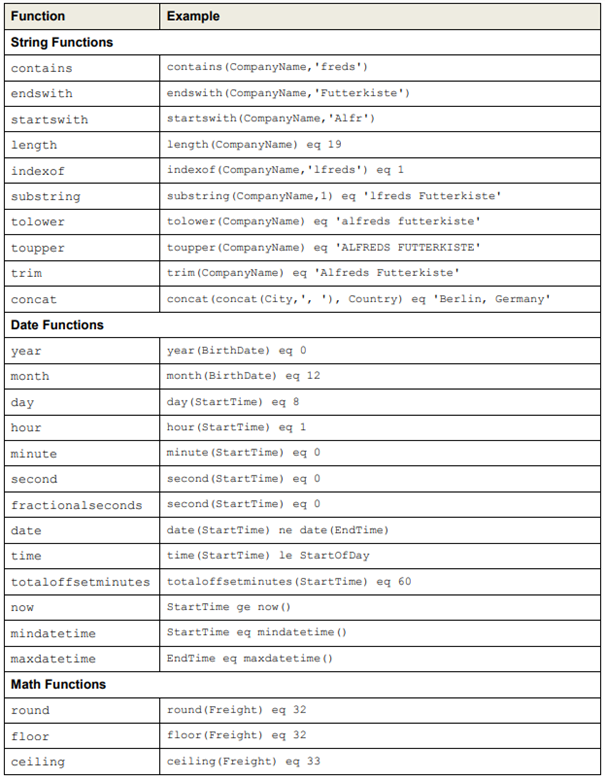 Function Example
String Functions
contains contains(CompanyName,'freds')
endswith endswith(CompanyName,'Futterkiste')
startswith startswith(CompanyName,'Alfr')
length length(CompanyName) eq 19
indexof indexof(CompanyName,'lfreds') eq 1
substring substring(CompanyName,1) eq 'lfreds Futterkiste'
tolower tolower(CompanyName) eq 'alfreds futterkiste'
toupper toupper(CompanyName) eq 'ALFREDS FUTTERKISTE'
trim trim(CompanyName) eq 'Alfreds Futterkiste'
concat concat(concat(City,', '), Country) eq 'Berlin, Germany'
Date Functions
year year(BirthDate) eq 0
month month(BirthDate) eq 12
day day(StartTime) eq 8
hour hour(StartTime) eq 1
minute minute(StartTime) eq 0
second second(StartTime) eq 0
fractionalseconds second(StartTime) eq 0
date date(StartTime) ne date(EndTime)
time time(StartTime) le StartOfDay
totaloffsetminutes totaloffsetminutes(StartTime) eq 60
now StartTime ge now()
mindatetime StartTime eq mindatetime()
maxdatetime EndTime eq maxdatetime()
Math Functions
round round(Freight) eq 32
floor floor(Freight) eq 32
ceiling ceiling(Freight) eq 33